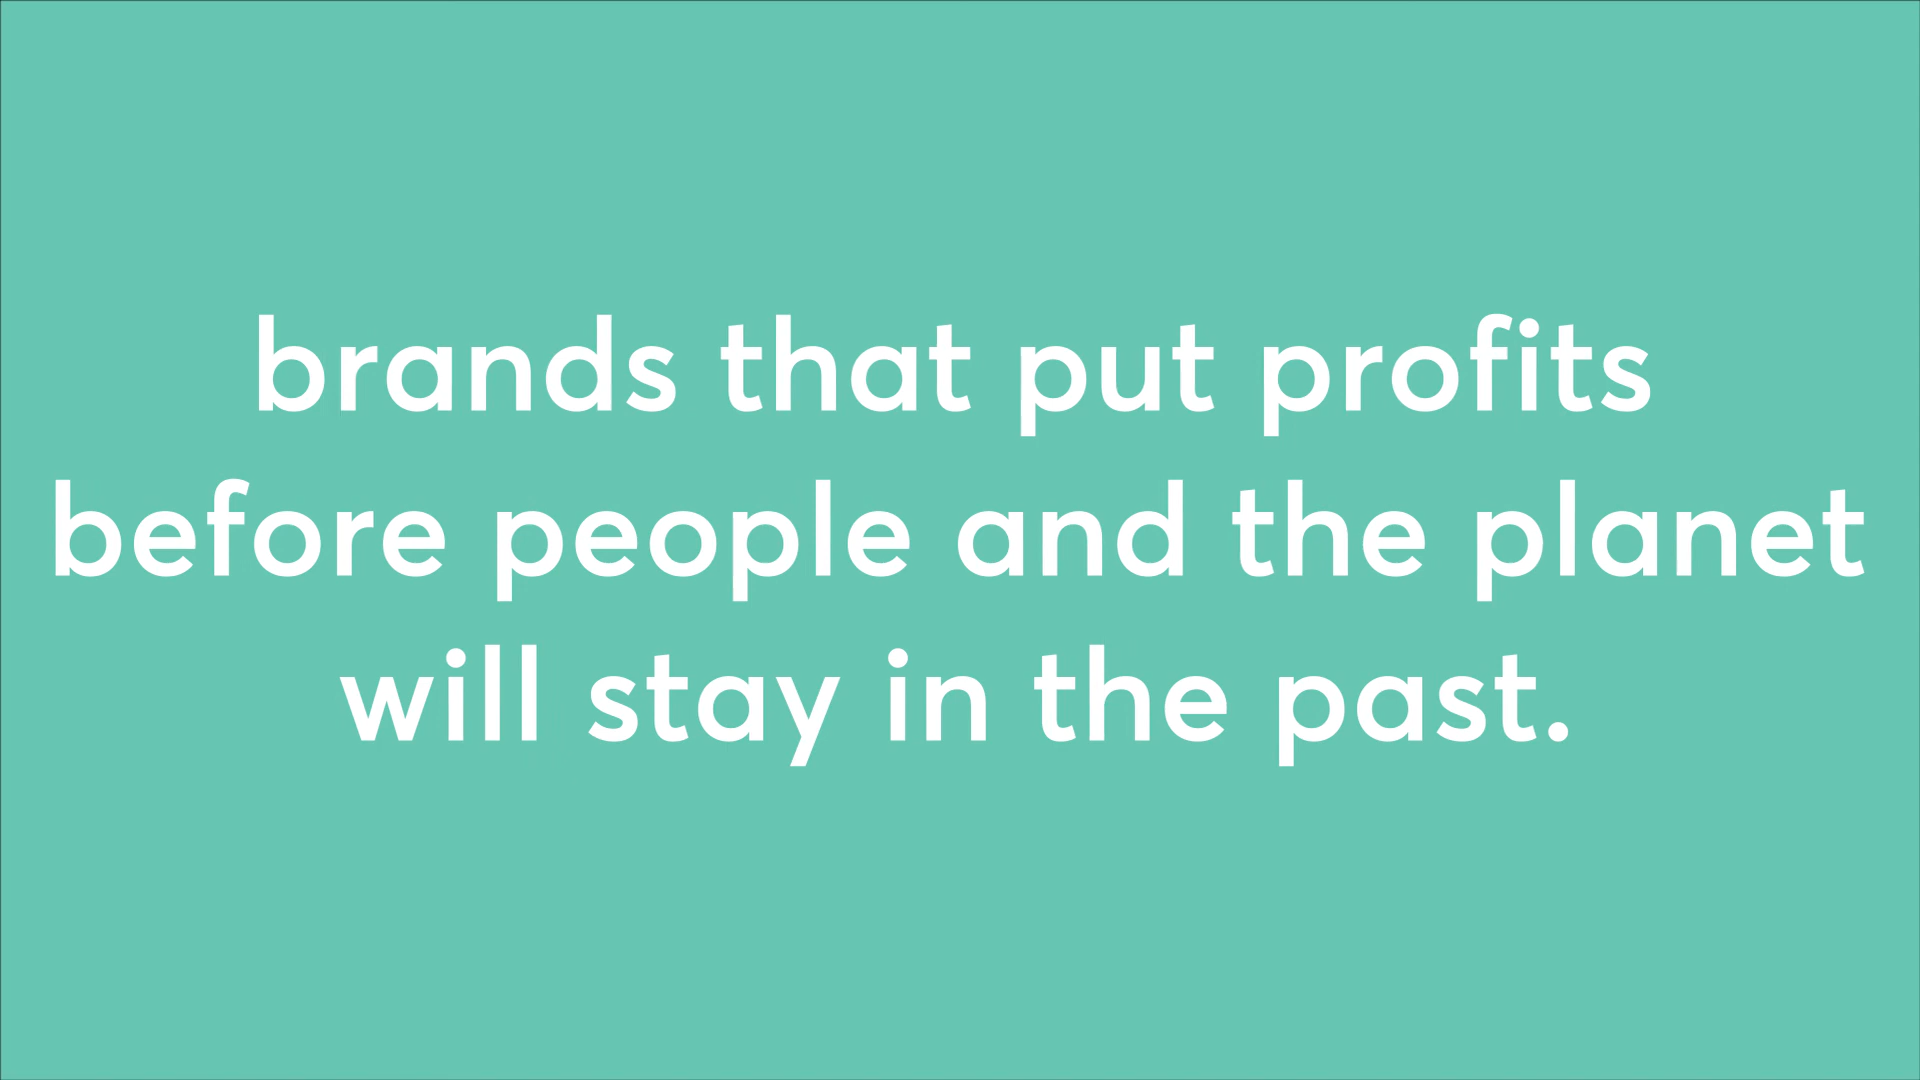 brands that put profits
before people and the planet
will stay in the past.